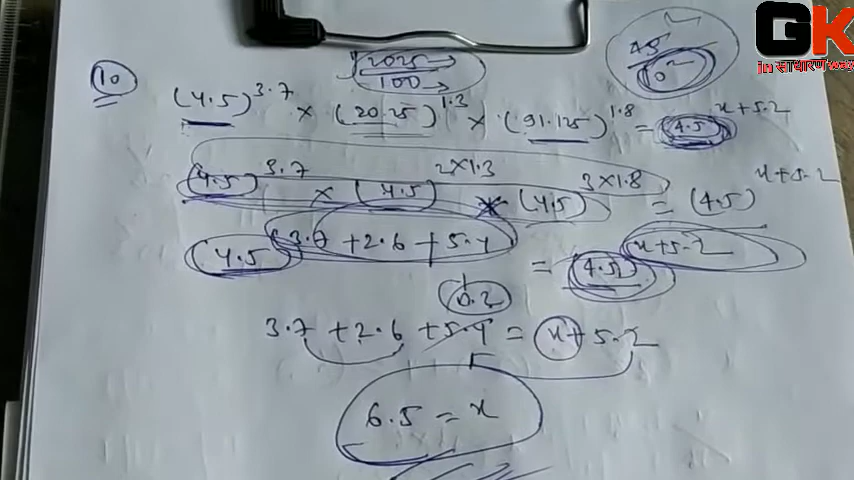 GK
in साधारण way
10
2025
100
45
10²
(4.5)^3.7 × (20.25)^1.3 × (91.125)^1.8 = (4.5)^x+5.2
(4.5)^3.7 × (4.5)^2×1.3 × (4.5)^3×1.8 = (4.5)^x+5.2
(4.5)^3.7+2.6+5.4 = (4.5)^x+5.2
0.2
3.7 + 2.6 + 5.4 = x + 5.2
6.5 = x